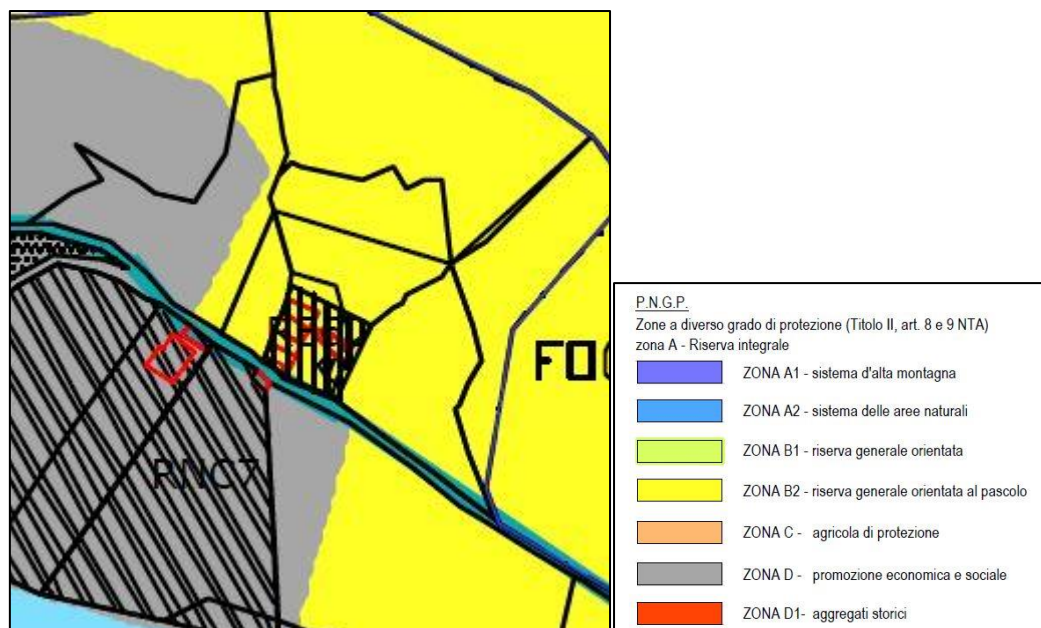 FO
RNC7
P.N.G.P.
Zone a diverso grado di protezione (Titolo II, art. 8 e 9 NTA)
zona A - Riserva integrale
ZONA A1 - sistema d'alta montagna
ZONA A2 - sistema delle aree naturali
ZONA B1 - riserva generale orientata
ZONA B2 - riserva generale orientata al pascolo
ZONA C - agricola di protezione
ZONA D - promozione economica e sociale
ZONA D1- aggregati storici